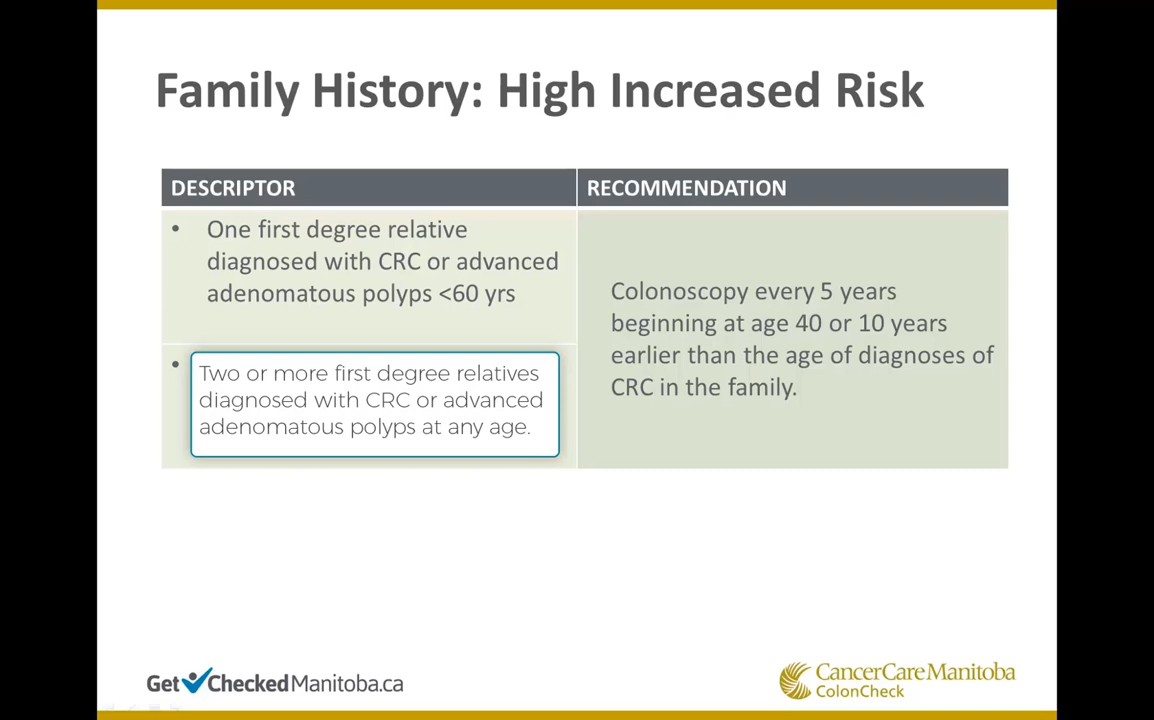 Family History: High Increased Risk
DESCRIPTOR
RECOMMENDATION
• One first degree relative
diagnosed with CRC or advanced
adenomatous polyps <60 yrs
• Two or more first degree relatives
diagnosed with CRC or advanced
adenomatous polyps at any age.
Colonoscopy every 5 years
beginning at age 40 or 10 years
earlier than the age of diagnoses of
CRC in the family.
GetCheckedManitoba.ca
CancerCare Manitoba
ColonCheck